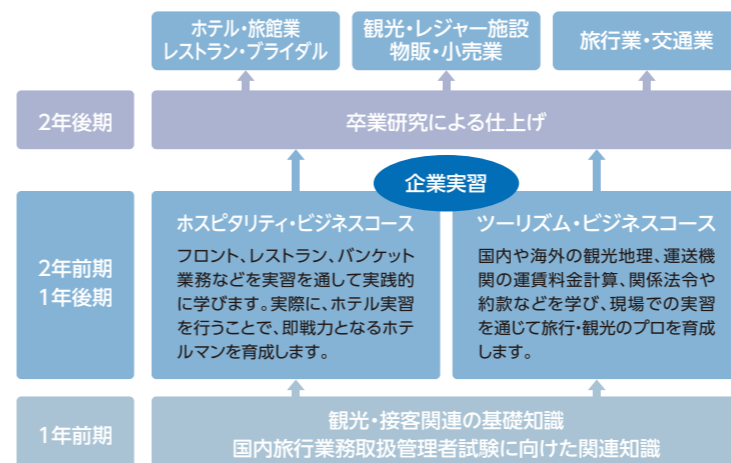 ホテル・旅館業
レストラン・ブライダル
観光・レジャー施設
物販・小売業
旅行業・交通業
2年後期
卒業研究による仕上げ
企業実習
2年前期
1年後期
ホスピタリティ・ビジネスコース
フロント、レストラン、バンケット
業務などを実習を通して実践的
に学びます。実際に、ホテル実習
を行うことで、即戦力となるホテ
ルマンを育成します。
ツーリズム・ビジネスコース
国内や海外の観光地理、運送機
関の運賃料金計算、関係法令や
約款などを学び、現場での実習
を通じて旅行・観光のプロを育成
します。
1年前期
観光・接客関連の基礎知識
国内旅行業務取扱管理者試験に向けた関連知識